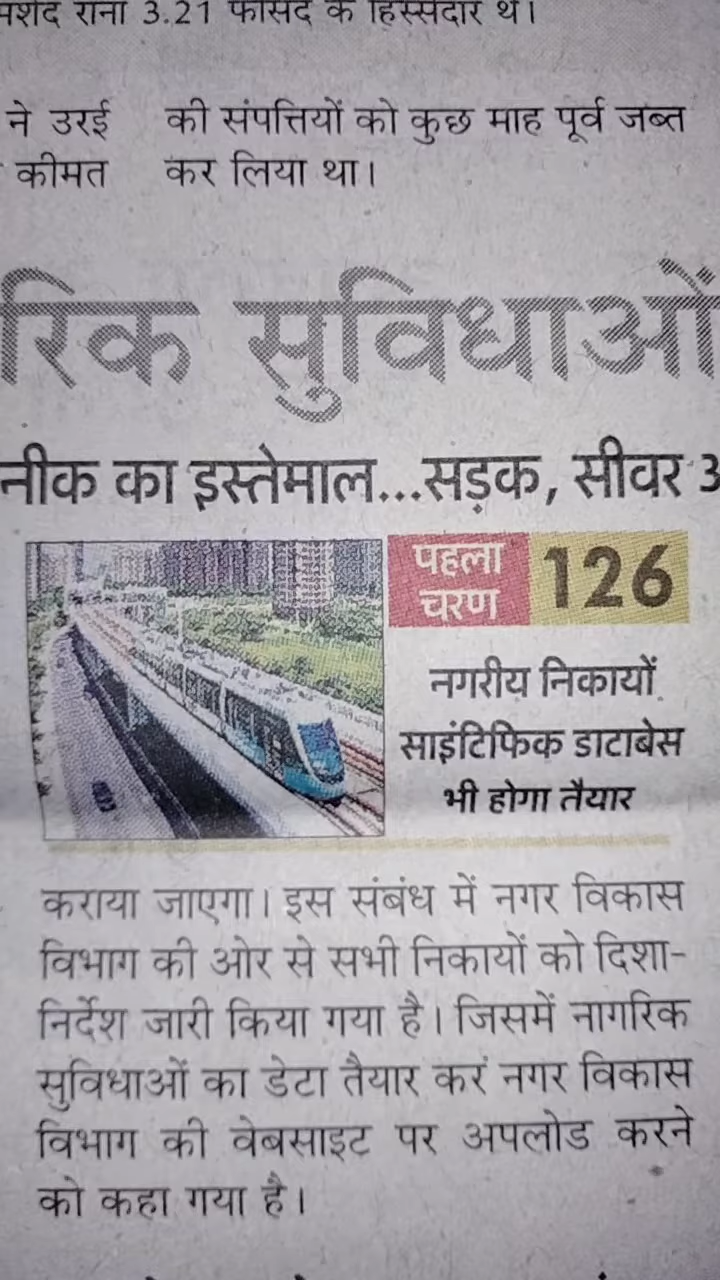 राना 3.21 फीसद के हिस्सेदार थे।
ने उरई
कीमत
की संपत्तियों को कुछ माह पूर्व जब्त
कर लिया था।
रिक सुविधाओं
नीक का इस्तेमाल...सड़क, सीवर
पहला
चरण
126
नगरीय निकायों
साइंटिफिक डाटाबेस
भी होगा तैयार
कराया जाएगा। इस संबंध में नगर विकास
विभाग की ओर से सभी निकायों को दिशा-
निर्देश जारी किया गया है। जिसमें नागरिक
सुविधाओं का डेटा तैयार करं नगर विकास
विभाग की वेबसाइट पर अपलोड करने
को कहा गया है।